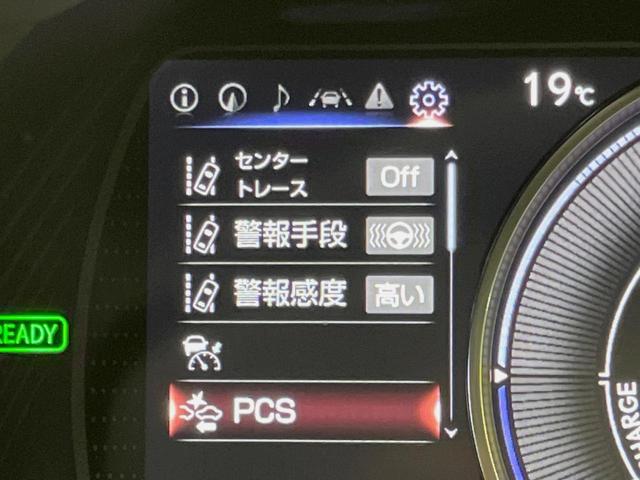 19℃
センター
トレース
Off
警報手段
警報感度
高い
READY
PCS
CHARGE